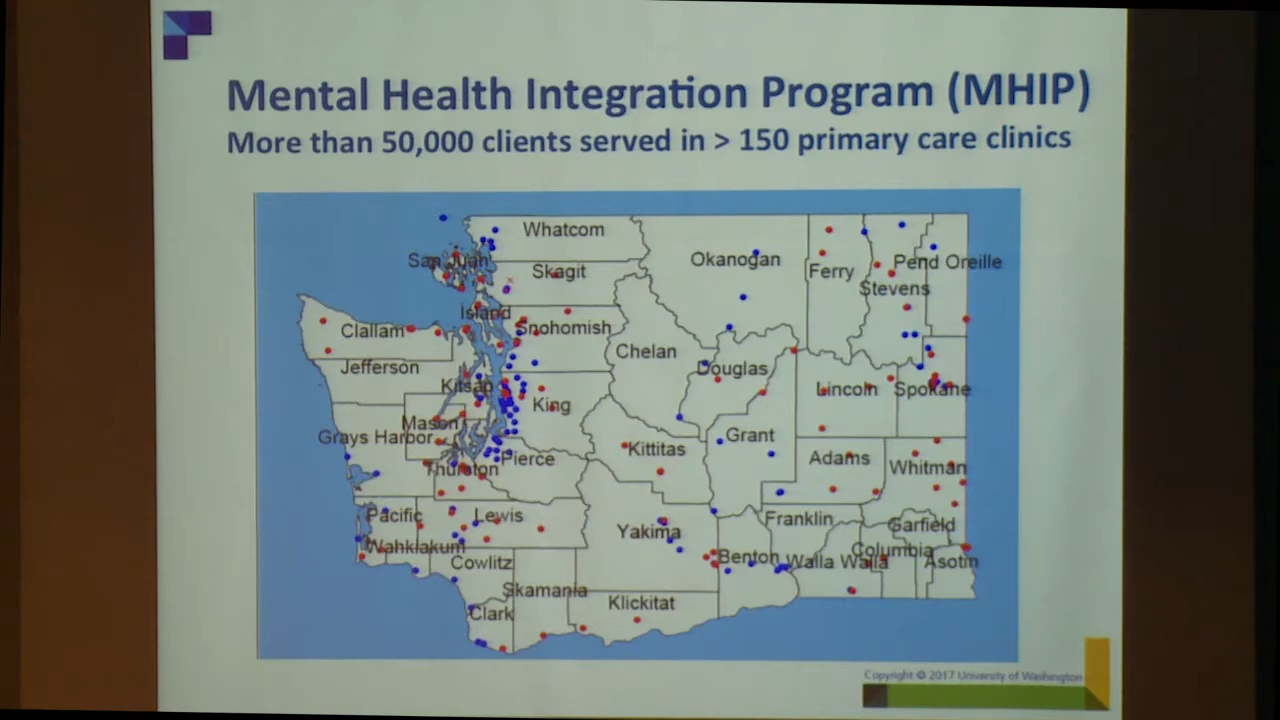 Mental Health Integration Program (MHIP)
More than 50,000 clients served in > 150 primary care clinics
Whatcom
San Juan
Skagit
Okanogan
Ferry
Pend Oreille
Stevens
Island
Snohomish
Clallam
Chelan
Jefferson
Douglas
Kitsap
King
Lincoln
Spokane
Mason
Grays Harbor
Grant
Kittitas
Pierce
Adams
Whitman
Thurston
Pacific
Lewis
Yakima
Franklin
Garfield
Wahkiakum
Cowlitz
Benton
Walla Walla
Columbia
Asotin
Skamania
Klickitat
Clark
Copyright © 2017 University of Washington